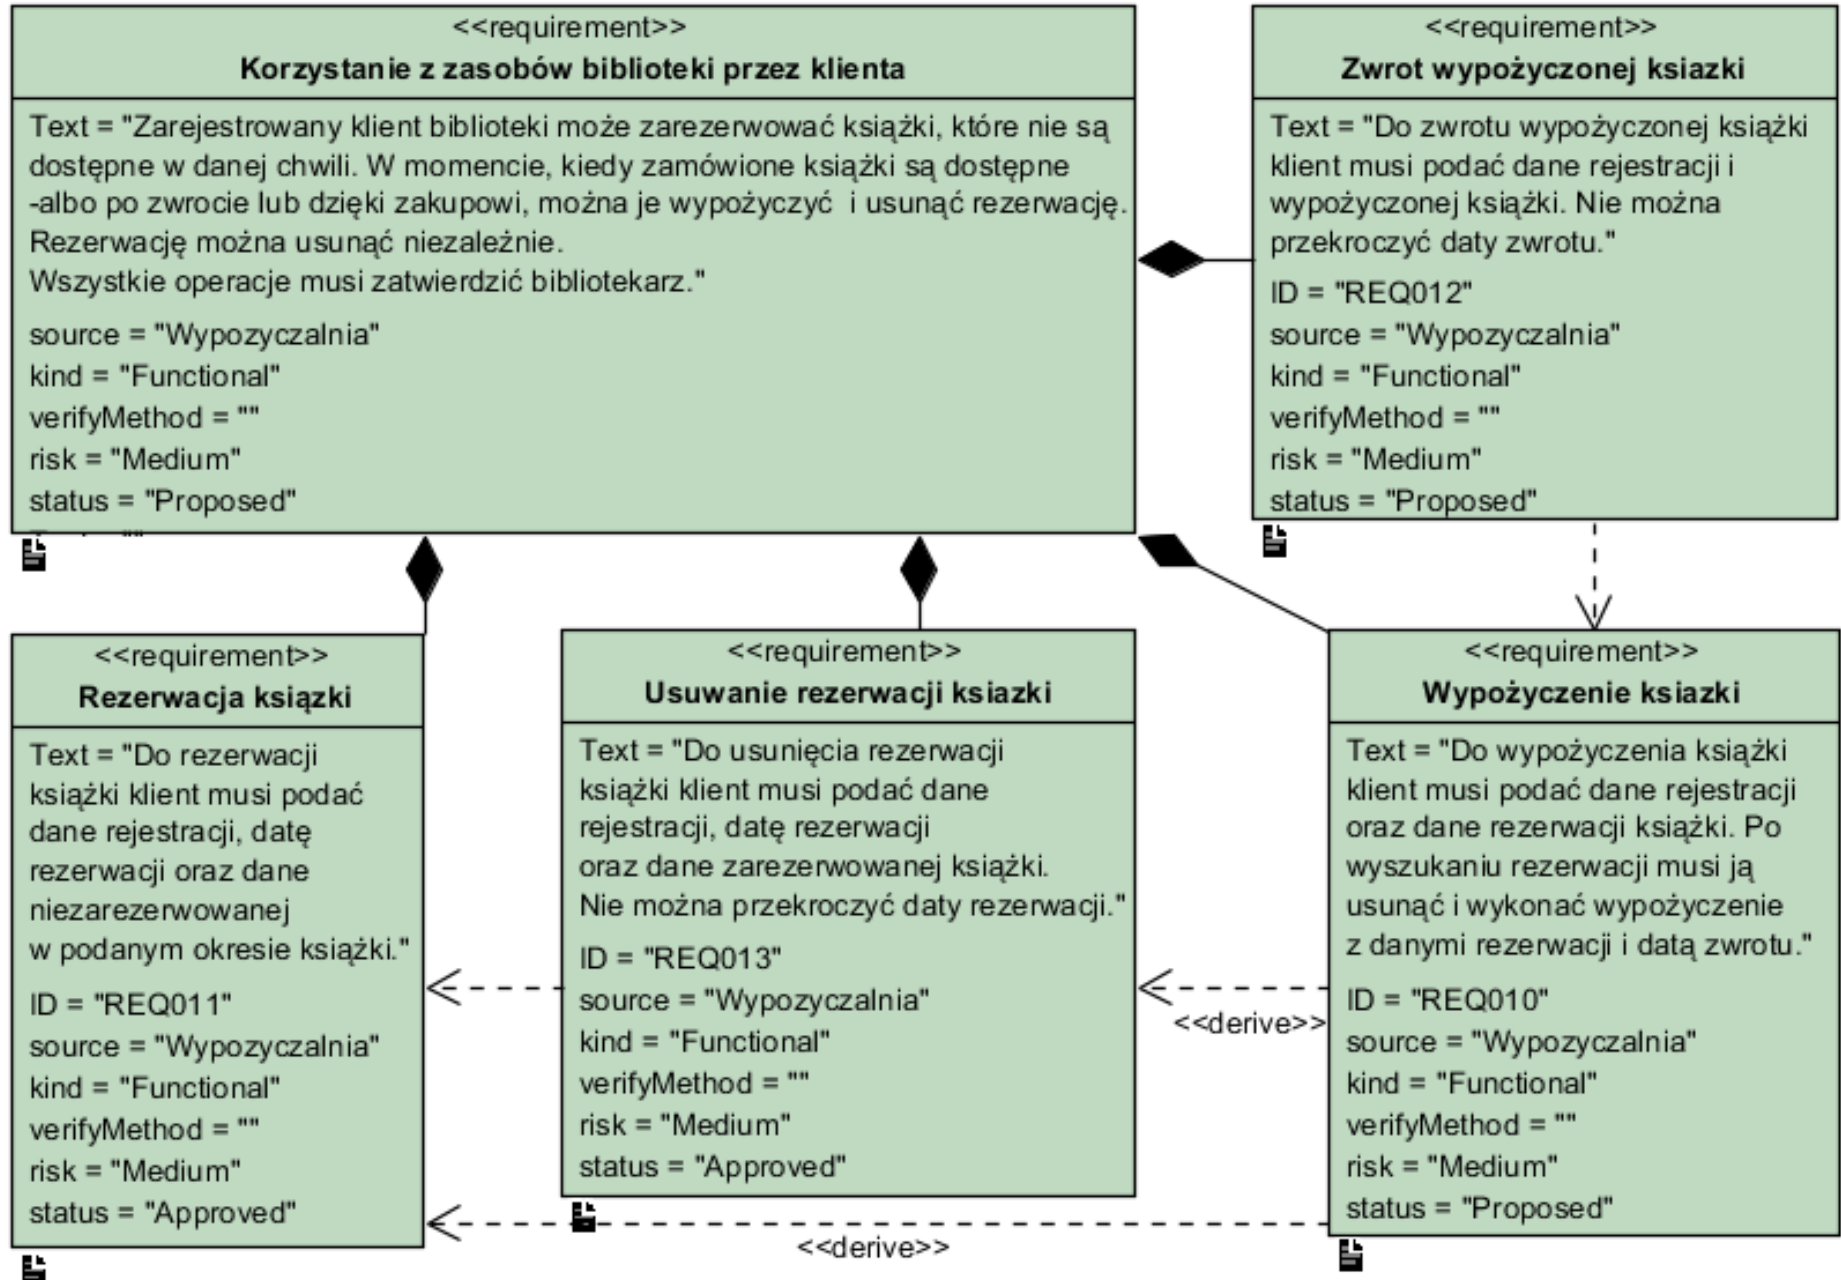 <<requirement>>
Korzystanie z zasobów biblioteki przez klienta
Text = "Zarejestrowany klient biblioteki może zarezerwować książki, które nie są
dostępne w danej chwili. W momencie, kiedy zamówione książki są dostępne
-albo po zwrocie lub dzięki zakupowi, można je wypożyczyć i usunąć rezerwację.
Rezerwację można usunąć niezależnie.
Wszystkie operacje musi zatwierdzić bibliotekarz."
source = "Wypozyczalnia"
kind = "Functional"
verifyMethod = ""
risk = "Medium"
status = "Proposed"
<<requirement>>
Zwrot wypożyczonej ksiazki
Text = "Do zwrotu wypożyczonej książki
klient musi podać dane rejestracji i
wypożyczonej książki. Nie można
przekroczyć daty zwrotu."
ID = "REQ012"
source = "Wypozyczalnia"
kind = "Functional"
verifyMethod = ""
risk = "Medium"
status = "Proposed"
<<requirement>>
Rezerwacja ksiązki
Text = "Do rezerwacji
książki klient musi podać
dane rejestracji, datę
rezerwacji oraz dane
niezarezerwowanej
w podanym okresie książki."
ID = "REQ011"
source = "Wypozyczalnia"
kind = "Functional"
verifyMethod = ""
risk = "Medium"
status = "Approved"
<<requirement>>
Usuwanie rezerwacji ksiazki
Text = "Do usunięcia rezerwacji
książki klient musi podać dane
rejestracji, datę rezerwacji
oraz dane zarezerwowanej książki.
Nie można przekroczyć daty rezerwacji."
ID = "REQ013"
source = "Wypozyczalnia"
kind = "Functional"
verifyMethod = ""
risk = "Medium"
status = "Approved"
<<derive>>
<<derive>>
<<requirement>>
Wypożyczenie ksiazki
Text = "Do wypożyczenia książki
klient musi podać dane rejestracji
oraz dane rezerwacji książki. Po
wyszukaniu rezerwacji musi ją
usunąć i wykonać wypożyczenie
z danymi rezerwacji i datą zwrotu."
ID = "REQ010"
source = "Wypozyczalnia"
kind = "Functional"
verifyMethod = ""
risk = "Medium"
status = "Proposed"